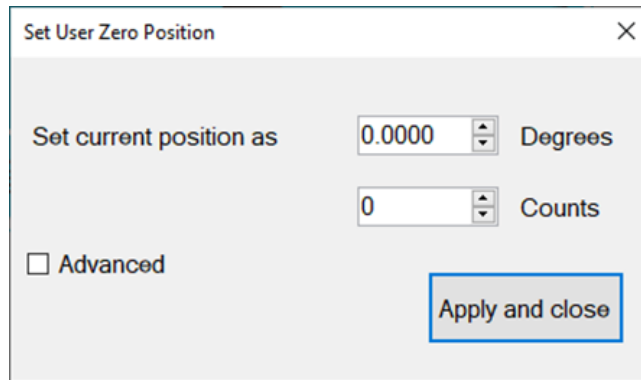 Set User Zero Position
Set current position as 0.0000 Degrees
0 Counts
Advanced
Apply and close